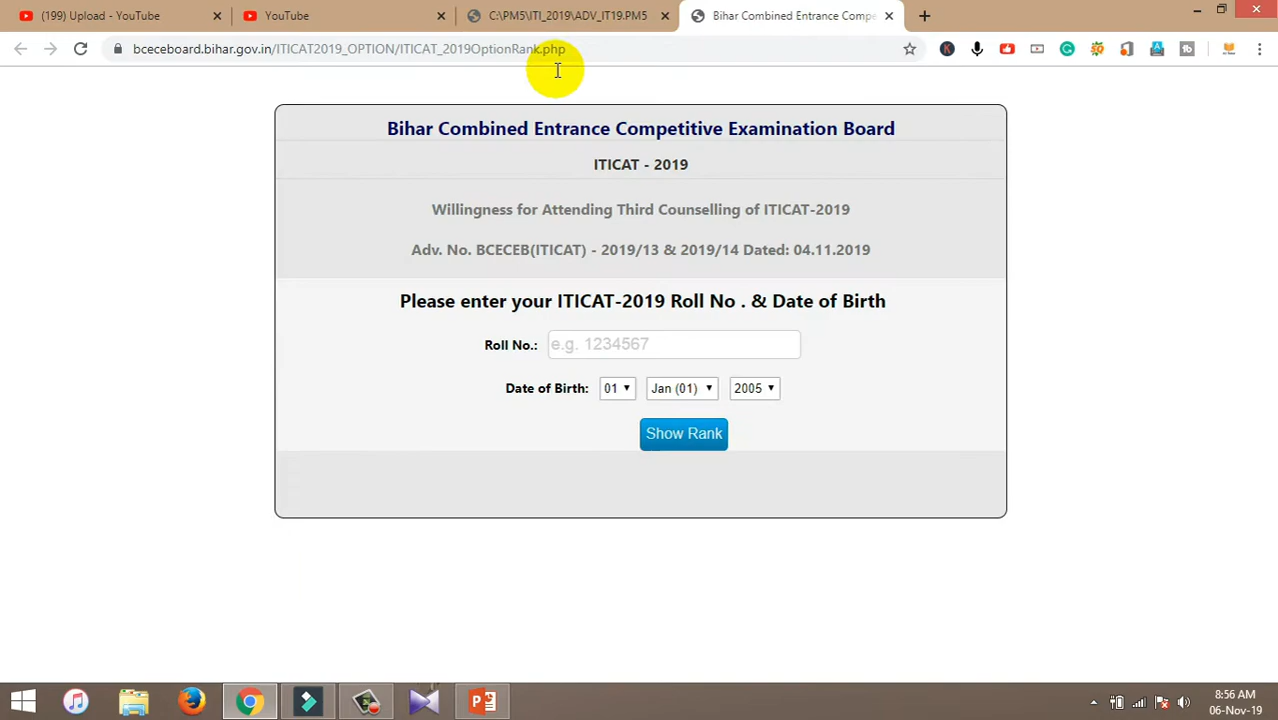 (199) Upload - YouTube
YouTube
C:\PM5\ITI_2019\ADV_IT19.PM5
Bihar Combined Entrance Compe
bceceboard.bihar.gov.in/ITICAT2019_OPTION/ITICAT_2019OptionRank.php
Bihar Combined Entrance Competitive Examination Board
ITICAT - 2019
Willingness for Attending Third Counselling of ITICAT-2019
Adv. No. BCECEB(ITICAT) - 2019/13 & 2019/14 Dated: 04.11.2019
Please enter your ITICAT-2019 Roll No . & Date of Birth
Roll No.: e.g. 1234567
Date of Birth: 01 Jan (01) 2005
Show Rank
8:56 AM
06-Nov-19